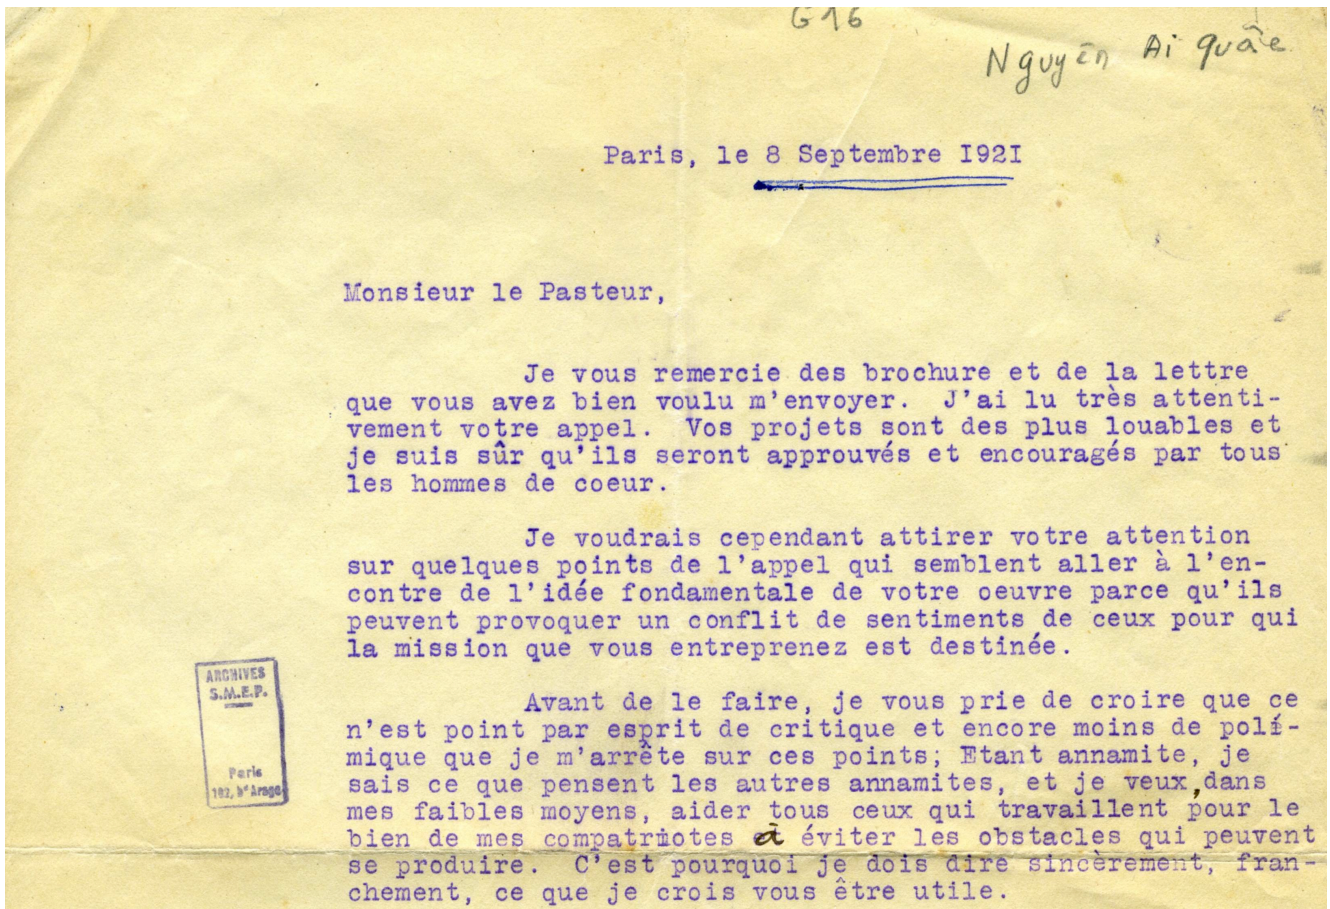 G16
Nguyēn Ai quâe
Paris, le 8 Septembre I92I
Monsieur le Pasteur,
Je vous remercie des brochure et de la lettre
que vous avez bien voulu m'envoyer. J'ai lu très attenti-
vement votre appel. Vos projets sont des plus louables et
je suis sûr qu'ils seront approuvés et encouragés par tous
les hommes de coeur.
Je voudrais cependant attirer votre attention
sur quelques points de l'appel qui semblent aller à l'en-
contre de l'idée fondamentale de votre oeuvre parce qu'ils
peuvent provoquer un conflit de sentiments de ceux pour qui
la mission que vous entreprenez est destinée.
ARCHIVES
S.M.E.P.
Paris
102, Bd Arago
Avant de le faire, je vous prie de croire que ce
n'est point par esprit de critique et encore moins de polé-
mique que je m'arrête sur ces points; Etant annamite, je
sais ce que pensent les autres annamites, et je veux,dans
mes faibles moyens, aider tous ceux qui travaillent pour le
bien de mes compatriotes à éviter les obstacles qui peuvent
se produire. C'est pourquoi je dois dire sincèrement, fran-
chement, ce que je crois vous être utile.